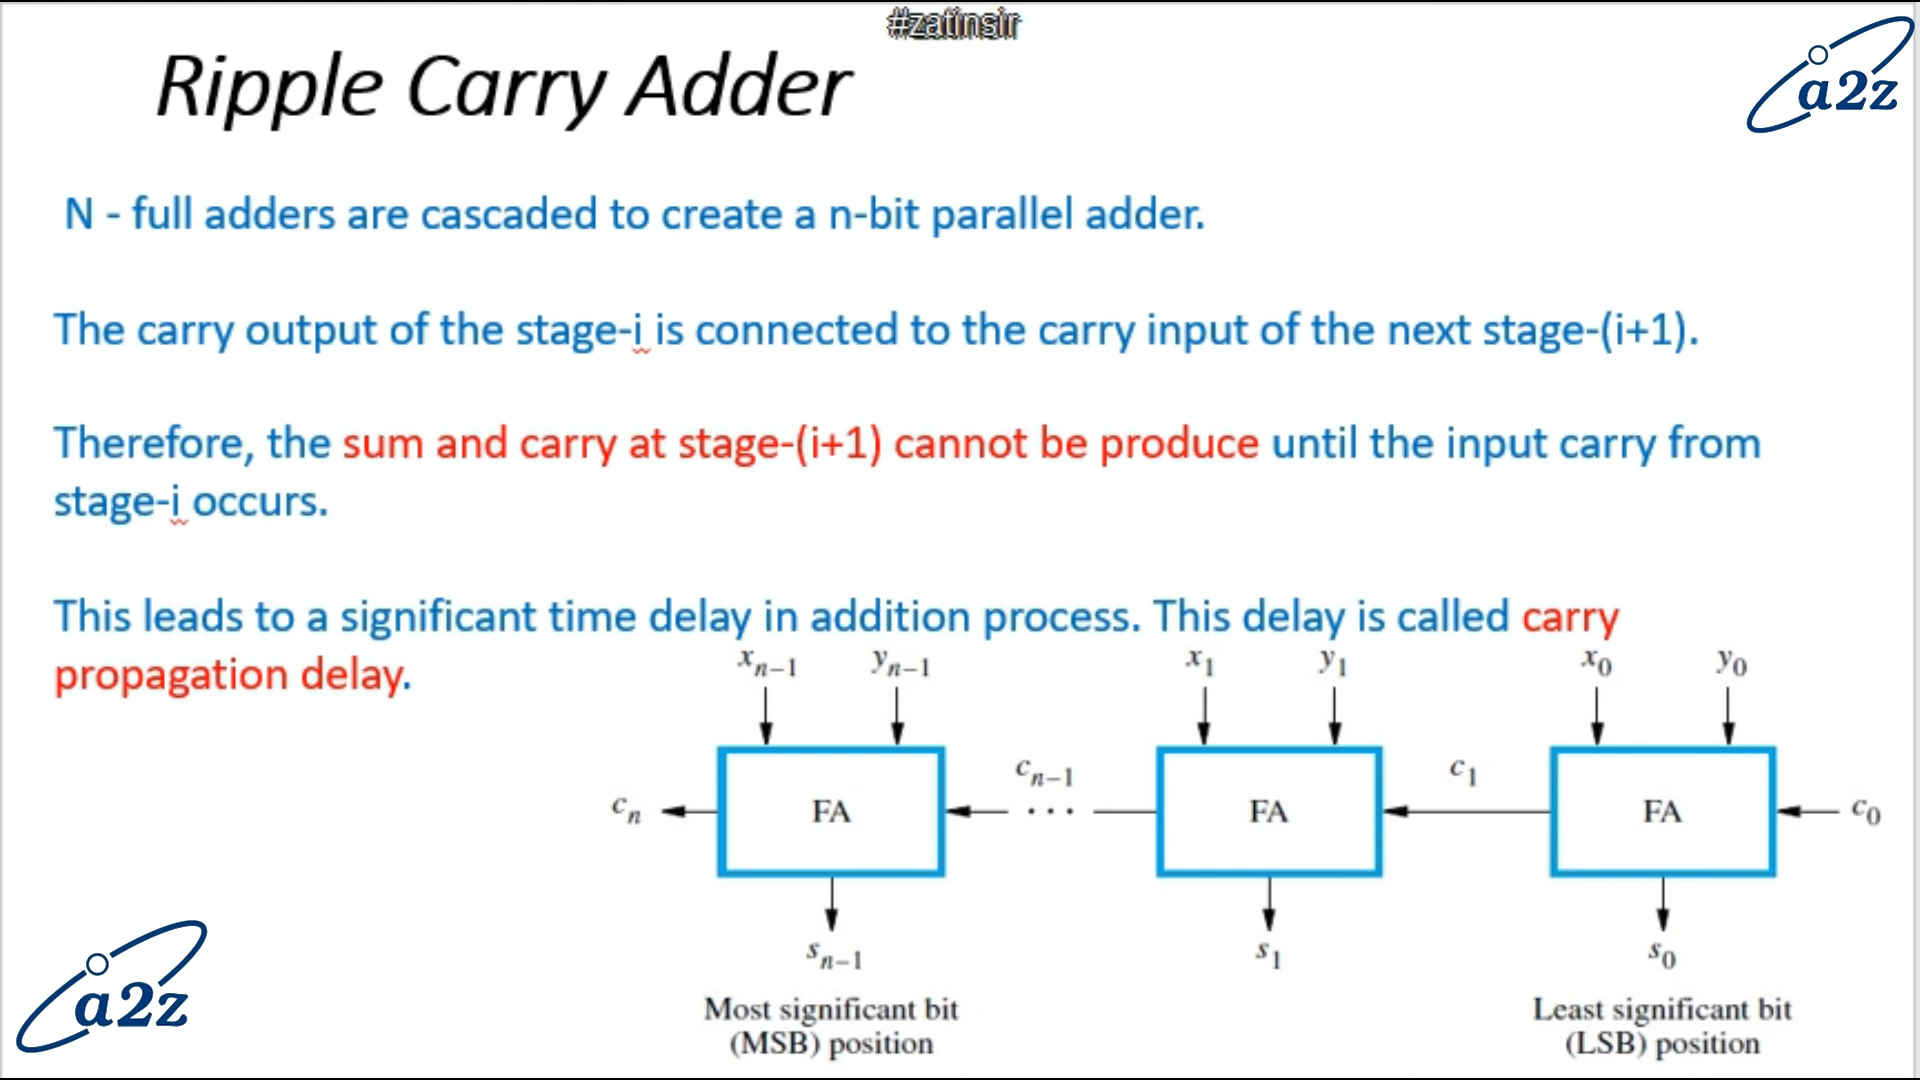 #zatinsir
Ripple Carry Adder
a2z
N - full adders are cascaded to create a n-bit parallel adder.
The carry output of the stage-i is connected to the carry input of the next stage-(i+1).
Therefore, the sum and carry at stage-(i+1) cannot be produce until the input carry from
stage-i occurs.
This leads to a significant time delay in addition process. This delay is called carry
propagation delay.
xn−1 yn−1 x1 y1 x0 y0
cn FA cn−1 ··· FA c1 FA c0
sn−1 s1 s0
Most significant bit
(MSB) position
Least significant bit
(LSB) position
a2z